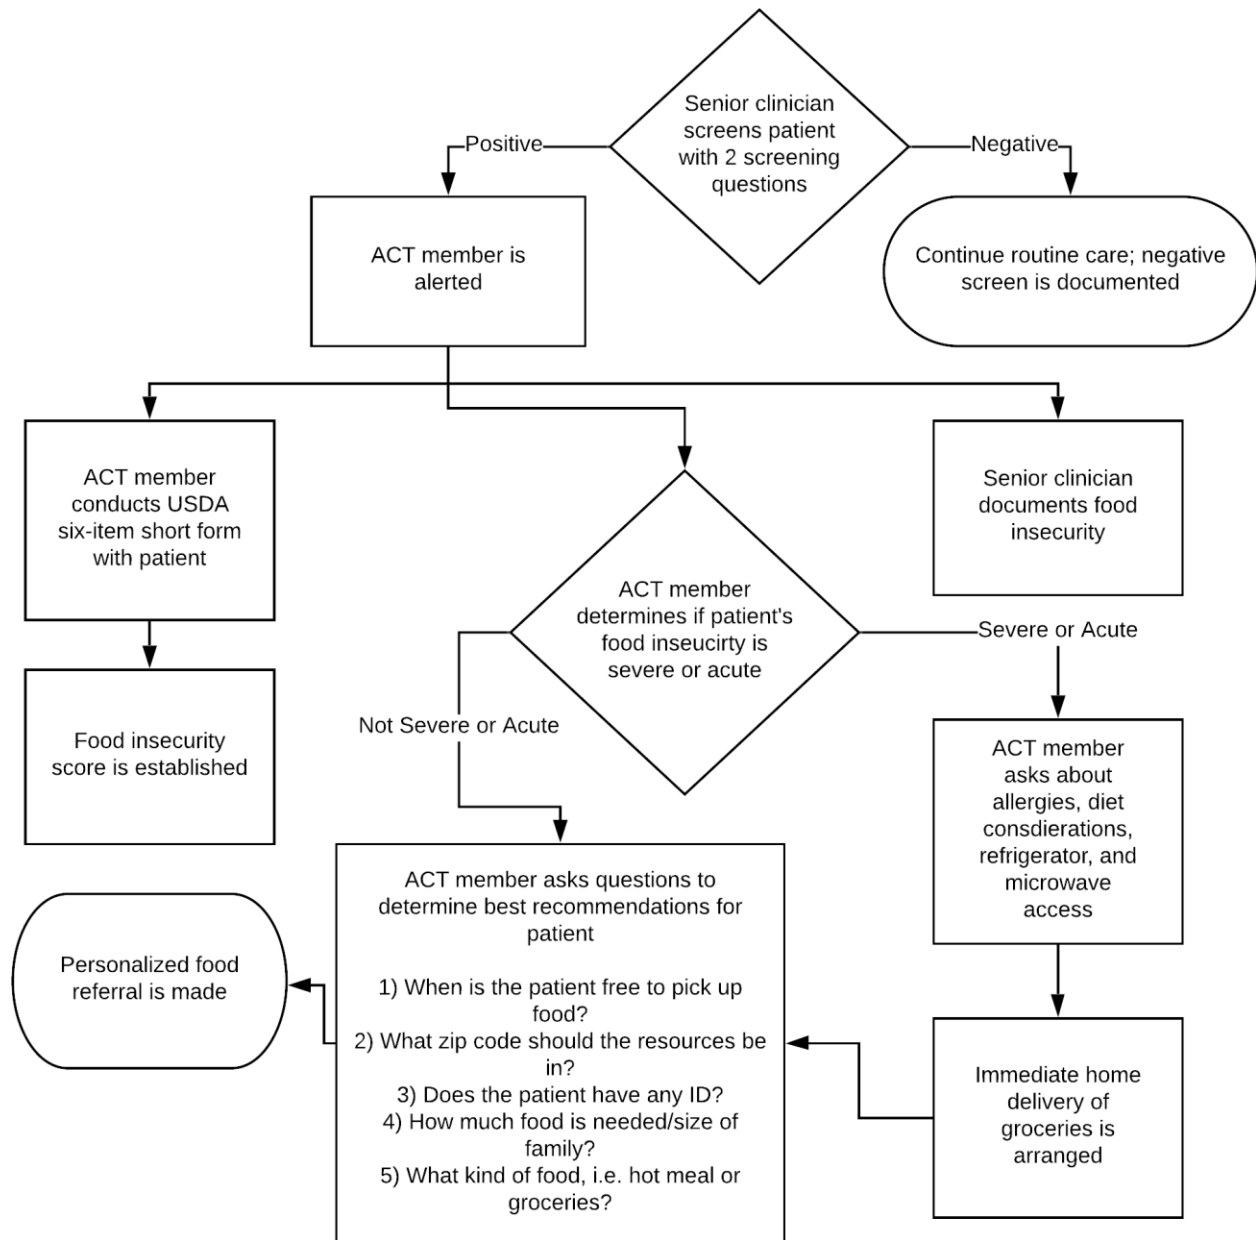 Senior clinician
screens patient
with 2 screening
questions
Positive
Negative
ACT member is
alerted
Continue routine care; negative
screen is documented
ACT member
conducts USDA
six-item short form
with patient
Senior clinician
documents food
insecurity
ACT member
determines if patient's
food inseucirty is
severe or acute
Severe or Acute
Not Severe or Acute
Food insecurity
score is established
ACT member
asks about
allergies, diet
consdierations,
refrigerator, and
microwave
access
ACT member asks questions to
determine best recommendations for
patient
1) When is the patient free to pick up
food?
2) What zip code should the resources be
in?
3) Does the patient have any ID?
4) How much food is needed/size of
family?
5) What kind of food, i.e. hot meal or
groceries?
Personalized food
referral is made
Immediate home
delivery of
groceries is
arranged